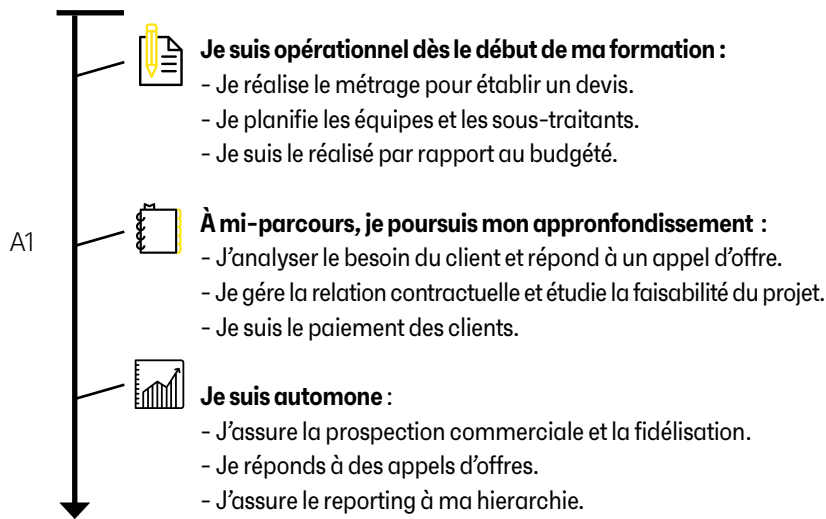 Je suis opérationnel dès le début de ma formation :
- Je réalise le métrage pour établir un devis.
- Je planifie les équipes et les sous-traitants.
- Je suis le réalisé par rapport au budgété.
A1
À mi-parcours, je poursuis mon appronfondissement :
- J'analyser le besoin du client et répond à un appel d'offre.
- Je gére la relation contractuelle et étudie la faisabilité du projet.
- Je suis le paiement des clients.
Je suis automone :
- J'assure la prospection commerciale et la fidélisation.
- Je réponds à des appels d'offres.
- J'assure le reporting à ma hierarchie.